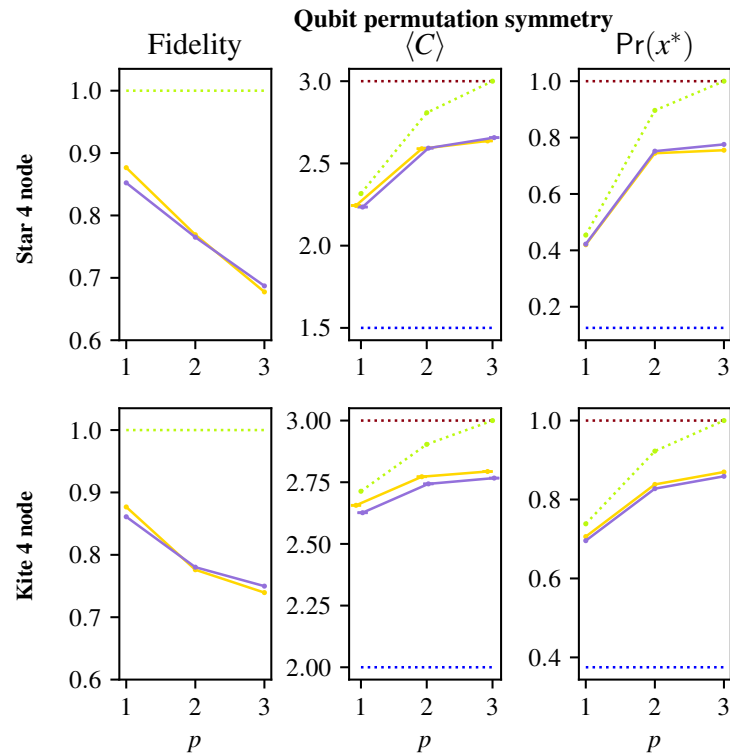 Qubit permutation symmetry
Fidelity
⟨C⟩
Pr(x*)
Star 4 node
1.0
0.9
0.8
0.7
0.6
1 2 3
3.0
2.5
2.0
1.5
1 2 3
1.0
0.8
0.6
0.4
0.2
1 2 3
Kite 4 node
1.0
0.9
0.8
0.7
0.6
1 2 3
p
3.00
2.75
2.50
2.25
2.00
1 2 3
p
1.0
0.8
0.6
0.4
1 2 3
p